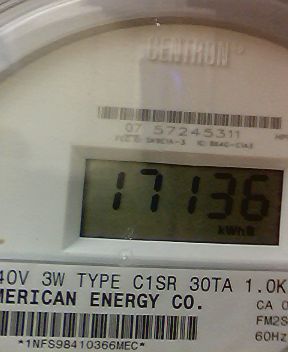 CENTRON®
07 57245311
17136
kWh
40V 3W TYPE C1SR 30TA 1.0K
MERICAN ENERGY CO.
CA 0
FM2S
60Hz
*1NFS98410366MEC*